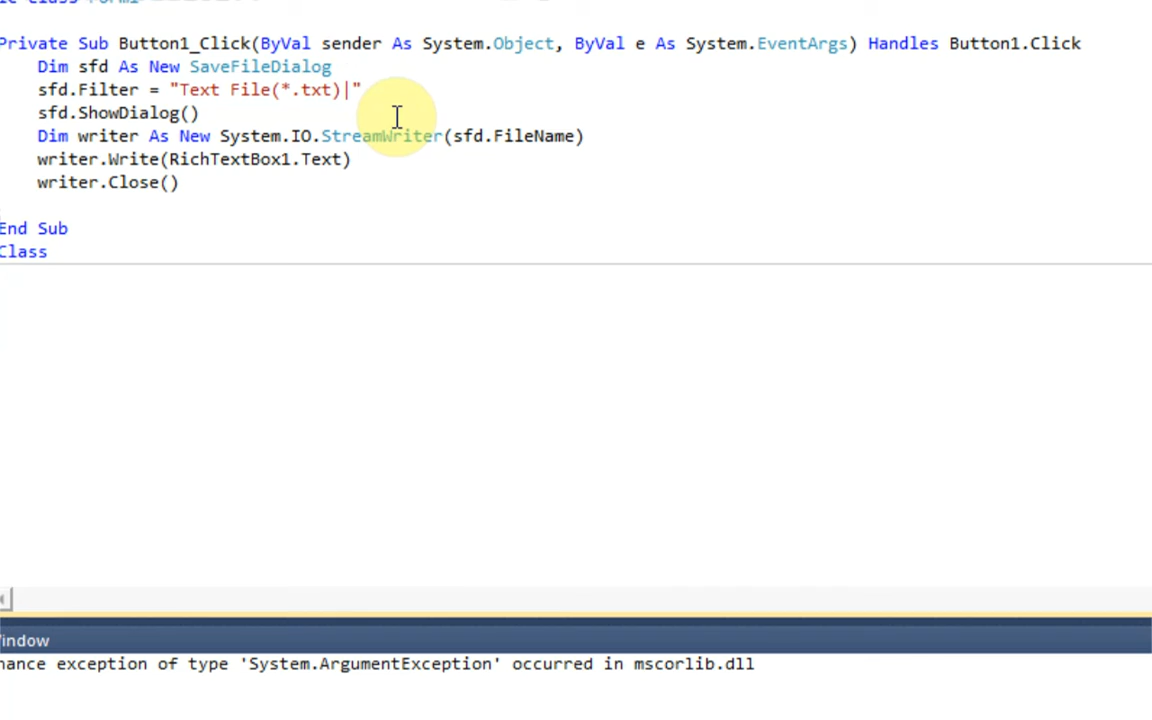 Private Sub Button1_Click(ByVal sender As System.Object, ByVal e As System.EventArgs) Handles Button1.Click
Dim sfd As New SaveFileDialog
sfd.Filter = "Text File(*.txt)|"
sfd.ShowDialog()
Dim writer As New System.IO.StreamWriter(sfd.FileName)
writer.Write(RichTextBox1.Text)
writer.Close()
End Sub
Class
indow
hance exception of type 'System.ArgumentException' occurred in mscorlib.dll